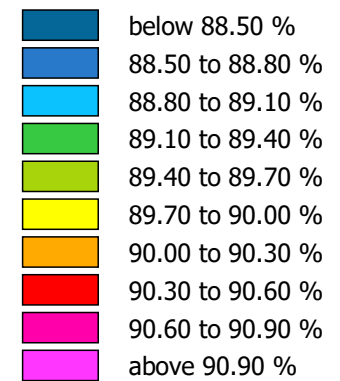 below 88.50 %
88.50 to 88.80 %
88.80 to 89.10 %
89.10 to 89.40 %
89.40 to 89.70 %
89.70 to 90.00 %
90.00 to 90.30 %
90.30 to 90.60 %
90.60 to 90.90 %
above 90.90 %